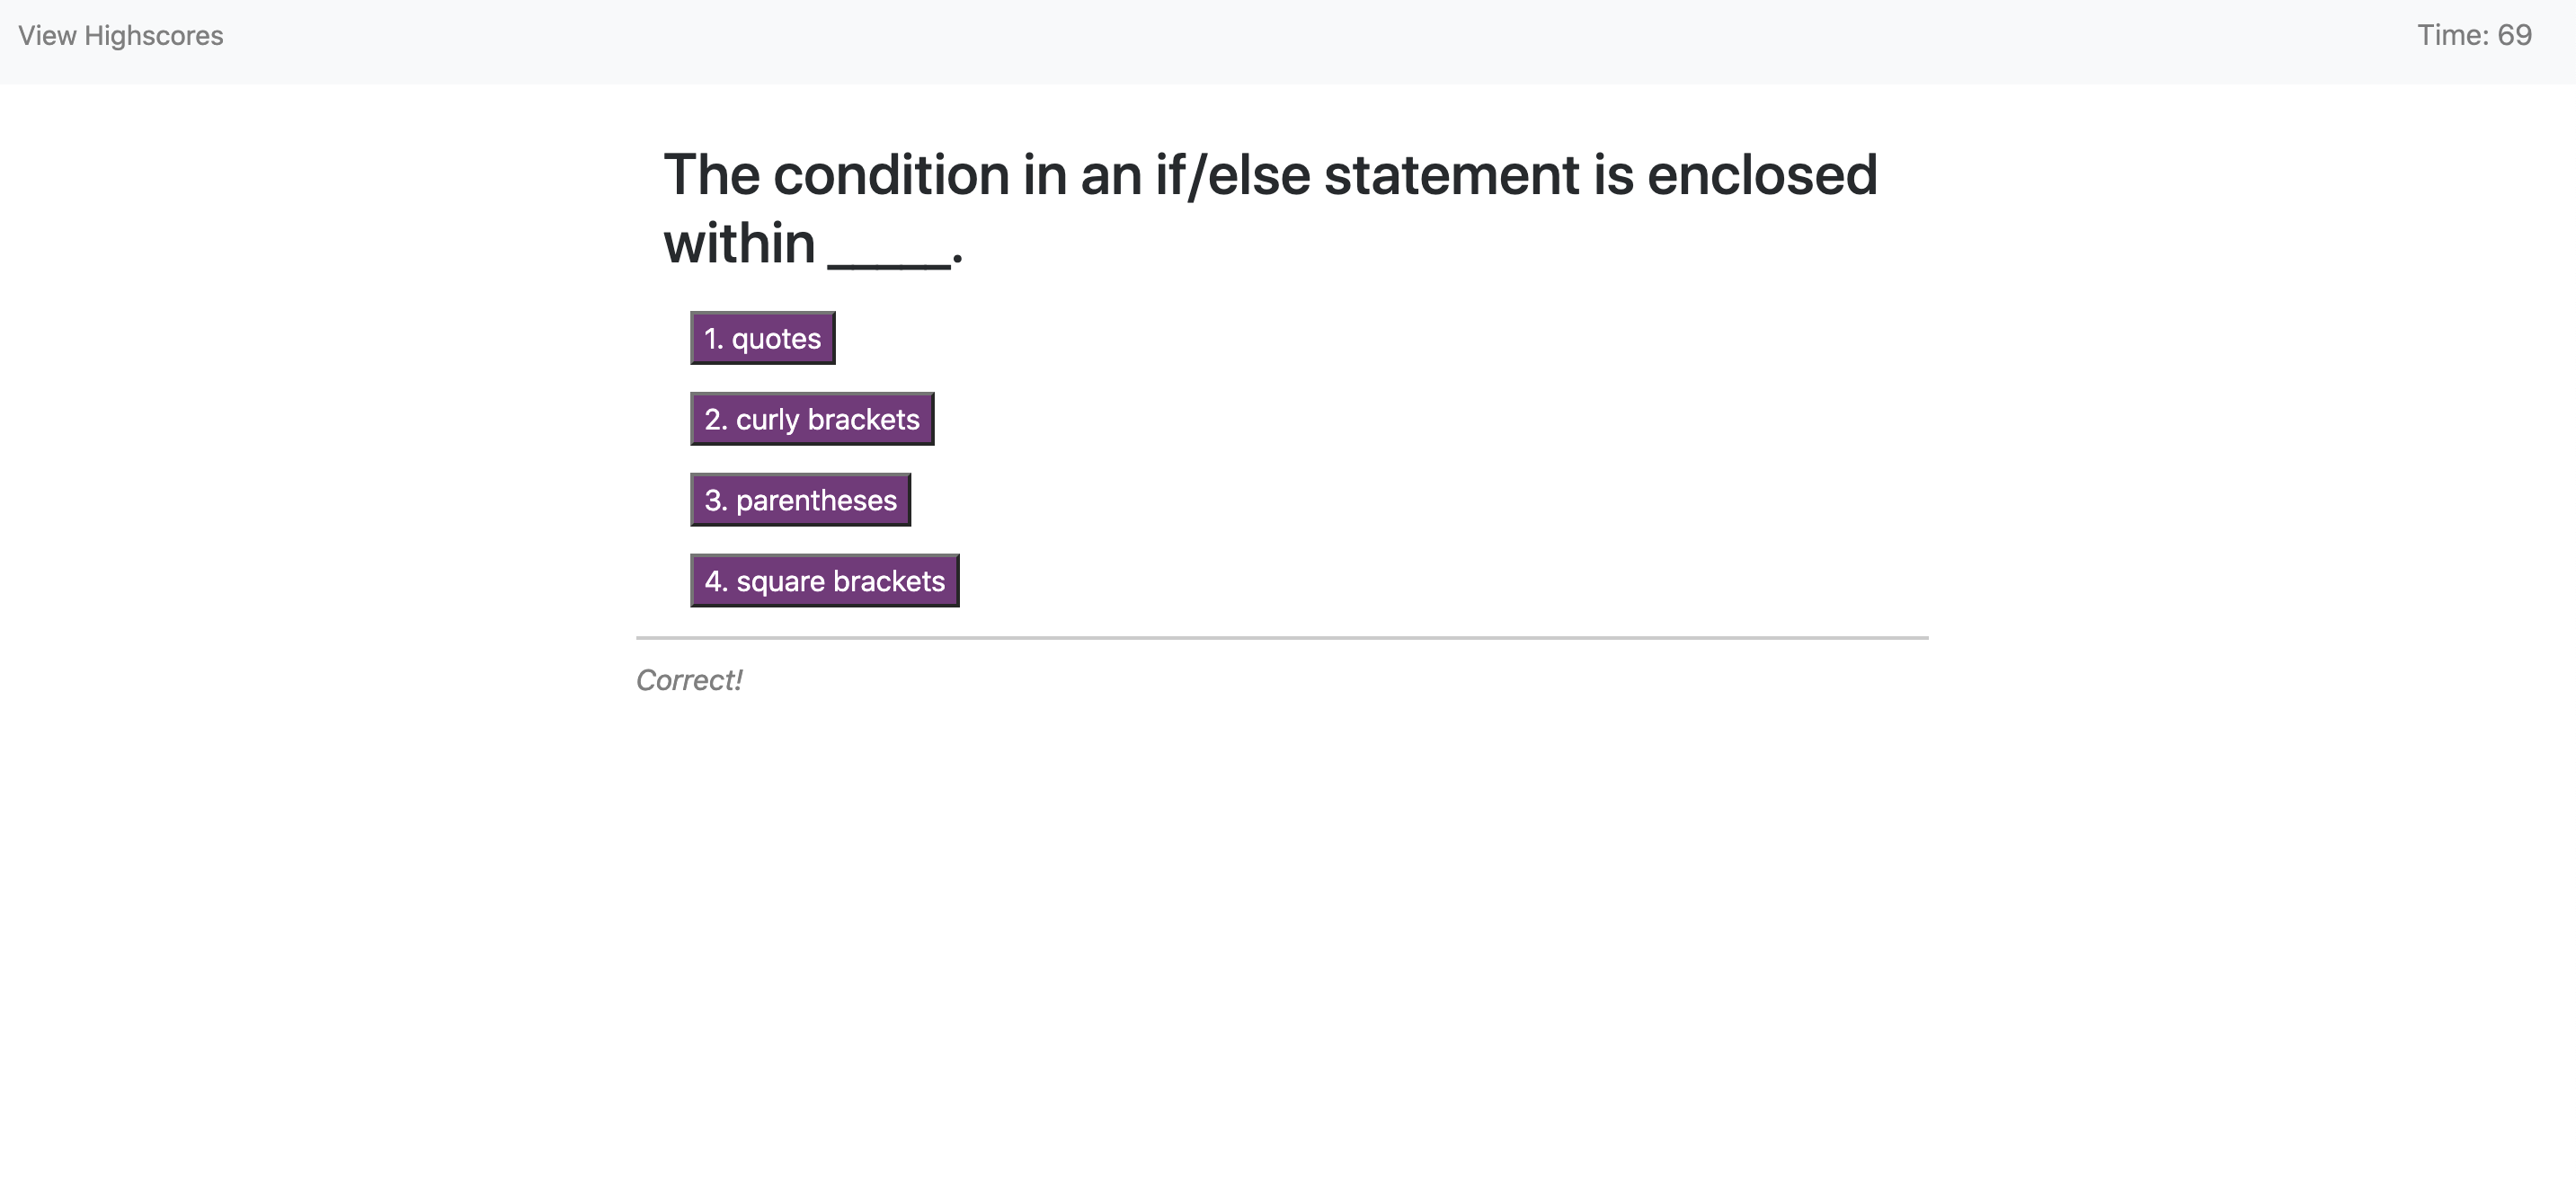 View Highscores
Time: 69
The condition in an if/else statement is enclosed
within _____.
1. quotes
2. curly brackets
3. parentheses
4. square brackets
Correct!